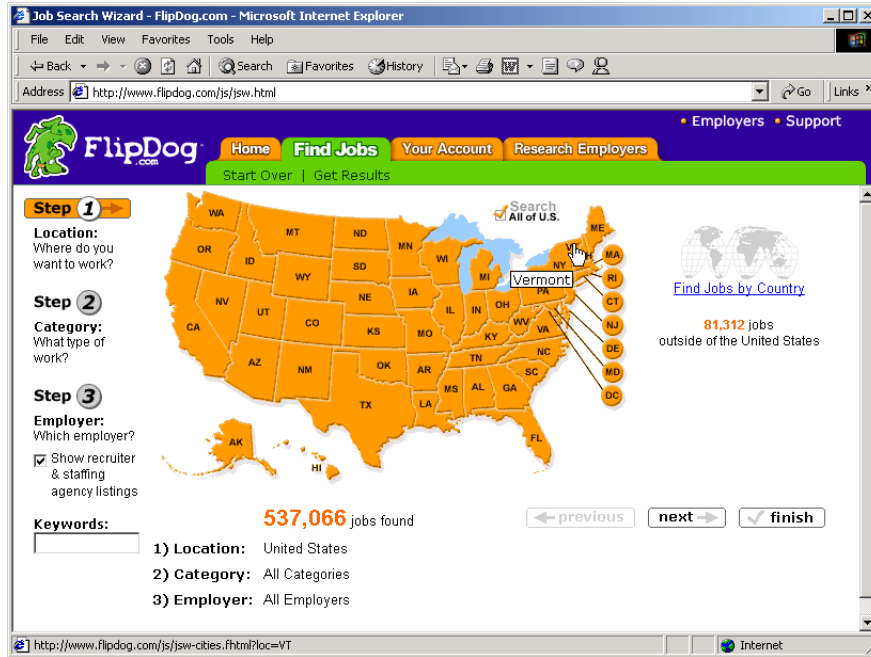 Job Search Wizard - FlipDog.com - Microsoft Internet Explorer
File Edit View Favorites Tools Help
Back Search Favorites History
Address http://www.flipdog.com/js/jsw.html Go Links »
• Employers • Support
FlipDog .com Home Find Jobs Your Account Research Employers
Start Over | Get Results
Step 1
Location:
Where do you
want to work?
Step 2
Category:
What type of
work?
Step 3
Employer:
Which employer?
Show recruiter
& staffing
agency listings
Keywords:
Search
All of U.S.
WA MT ND MN ME
OR ID SD WI NY MA
WY MI
Vermont
RI
NV NE IA PA
UT IL IN OH CT
CA CO KS MO WV VA NJ
KY
AZ NM OK AR TN NC DE
SC MD
MS AL GA
TX LA DC
AK FL
HI
Find Jobs by Country
81,312 jobs
outside of the United States
537,066 jobs found
previous next finish
1) Location: United States
2) Category: All Categories
3) Employer: All Employers
http://www.flipdog.com/js/jsw-cities.fhtml?loc=VT Internet